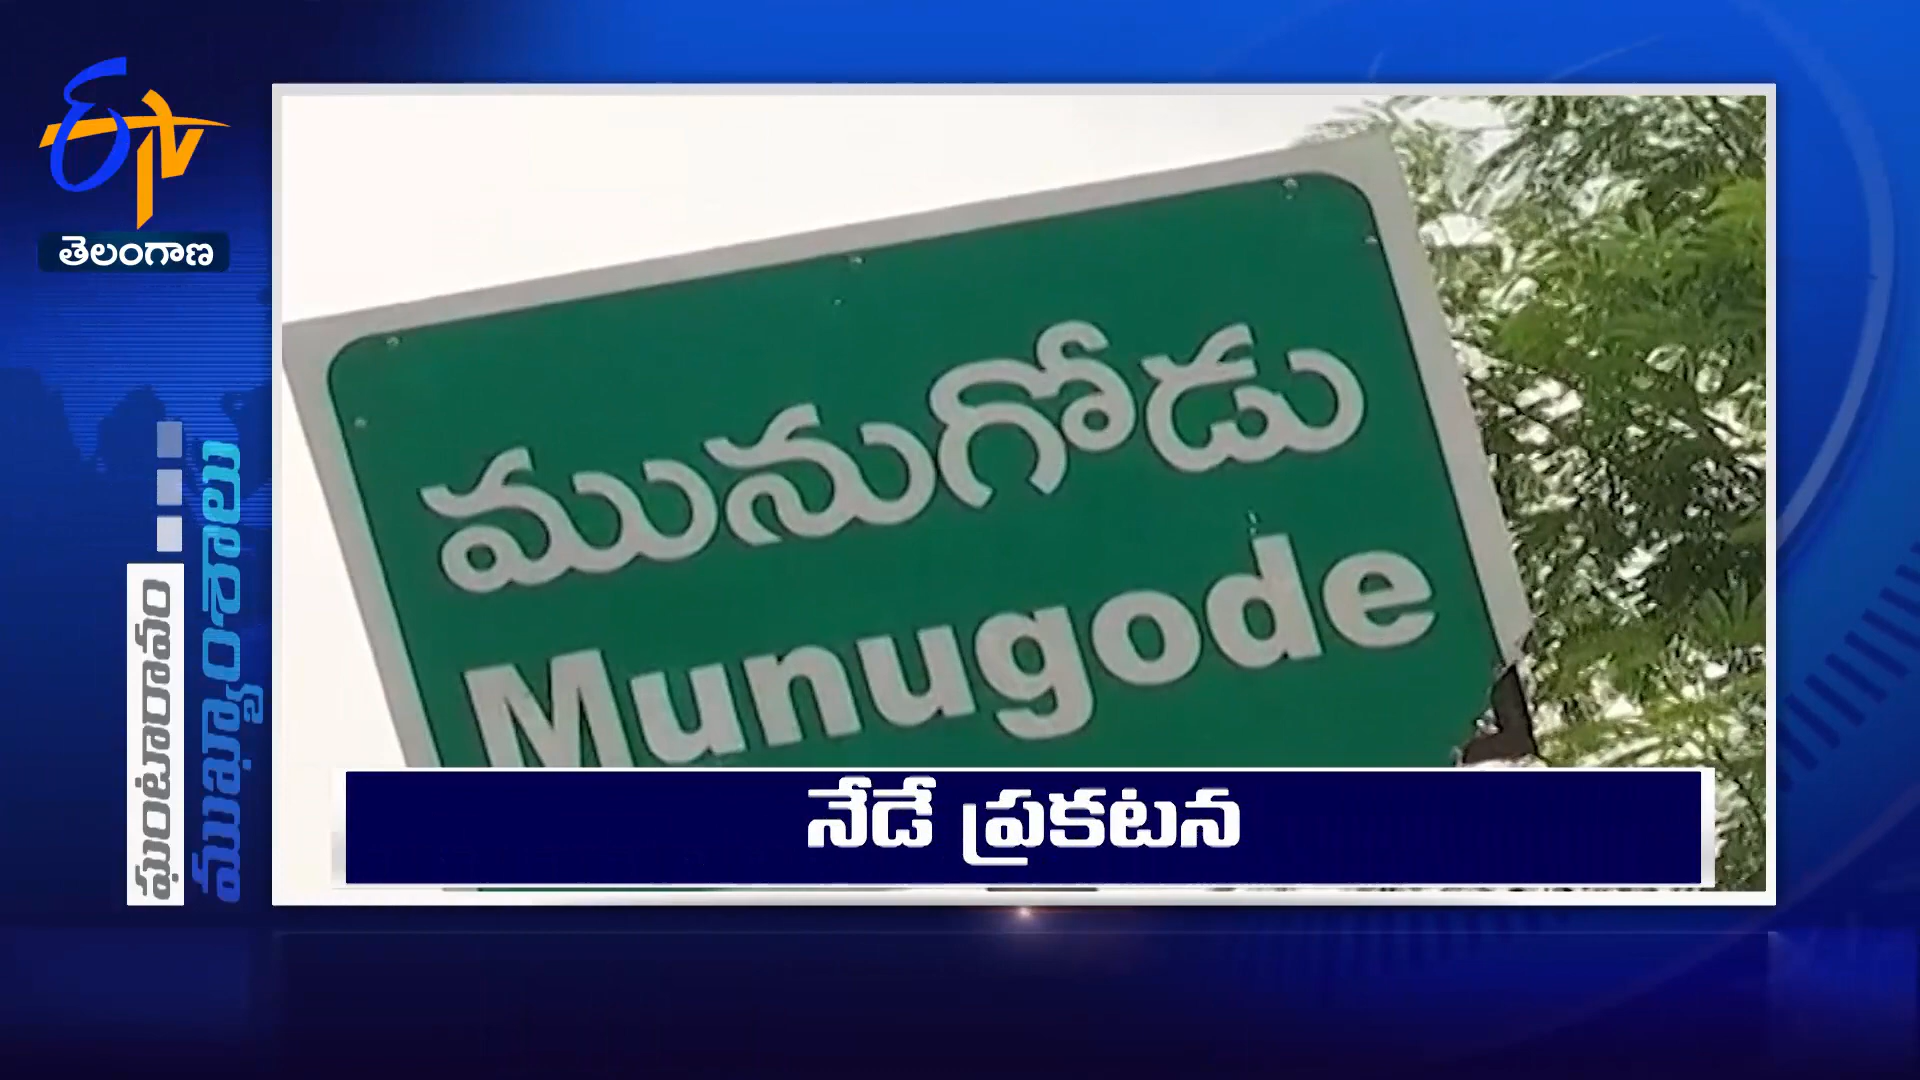 ETV
తెలంగాణ
ఘంటారావం
ముఖ్యాంశాలు
మునుగోడు
Munugode
నేడే ప్రకటన